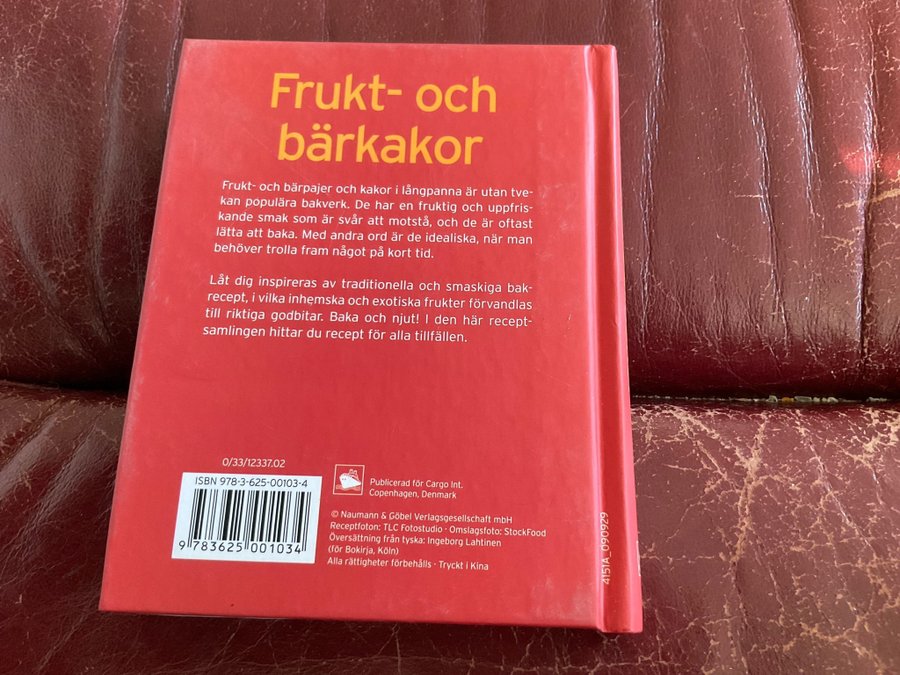 Frukt- och
bärkakor
Frukt- och bärpajer och kakor i långpanna är utan tve-
kan populära bakverk. De har en fruktig och uppfris-
kande smak som är svår att motstå, och de är oftast
lätta att baka. Med andra ord är de idealiska, när man
behöver trolla fram något på kort tid.
Låt dig inspireras av traditionella och smaskiga bak-
recept, i vilka inhemska och exotiska frukter förvandlas
till riktiga godbitar. Baka och njut! I den här recept-
samlingen hittar du recept för alla tillfällen.
0/33/12337.02
ISBN 978-3-625-00103-4
9 783625 001034
Publicerad för Cargo Int.
Copenhagen, Denmark
© Naumann & Göbel Verlagsgesellschaft mbH
Receptfoton: TLC Fotostudio · Omslagsfoto: StockFood
Översättning från tyska: Ingeborg Lahtinen
(för Bokirja, Köln)
Alla rättigheter förbehålls · Tryckt i Kina
4151A_090929